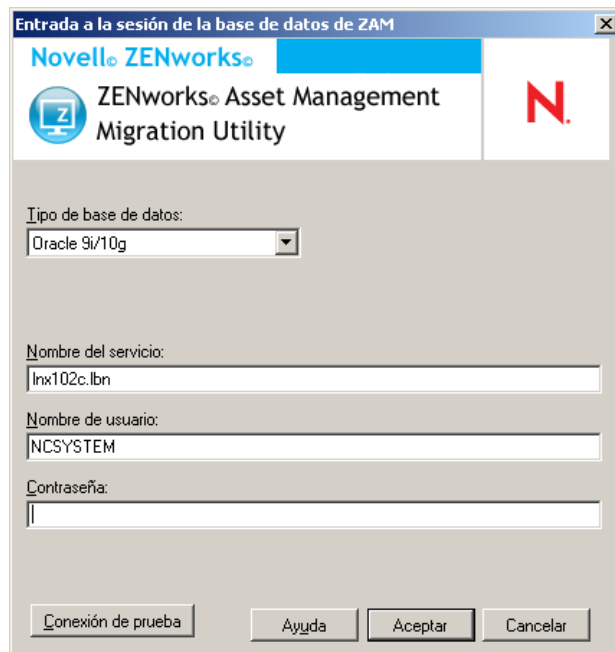 Entrada a la sesión de la base de datos de ZAM
Novell© ZENworks©
ZENworks© Asset Management
Migration Utility
N.
Tipo de base de datos:
Oracle 9i/10g
Nombre del servicio:
lnx102c.lbn
Nombre de usuario:
NCSYSTEM
Contraseña:
Conexión de prueba
Ayuda
Aceptar
Cancelar